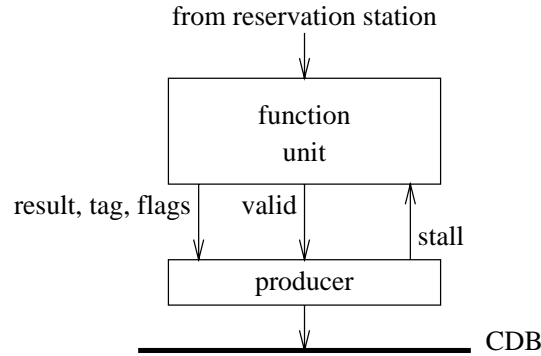 from reservation station
function
unit
result, tag, flags
valid
stall
producer
CDB